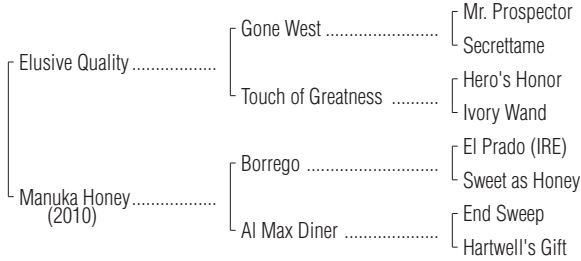 Mr. Prospector
Gone West ..........................
Secrettame
Elusive Quality ...................
Hero's Honor
Touch of Greatness ..........
Ivory Wand
El Prado (IRE)
Borrego ..............................
Sweet as Honey
Manuka Honey ...................
(2010)
End Sweep
Al Max Diner .....................
Hartwell's Gift